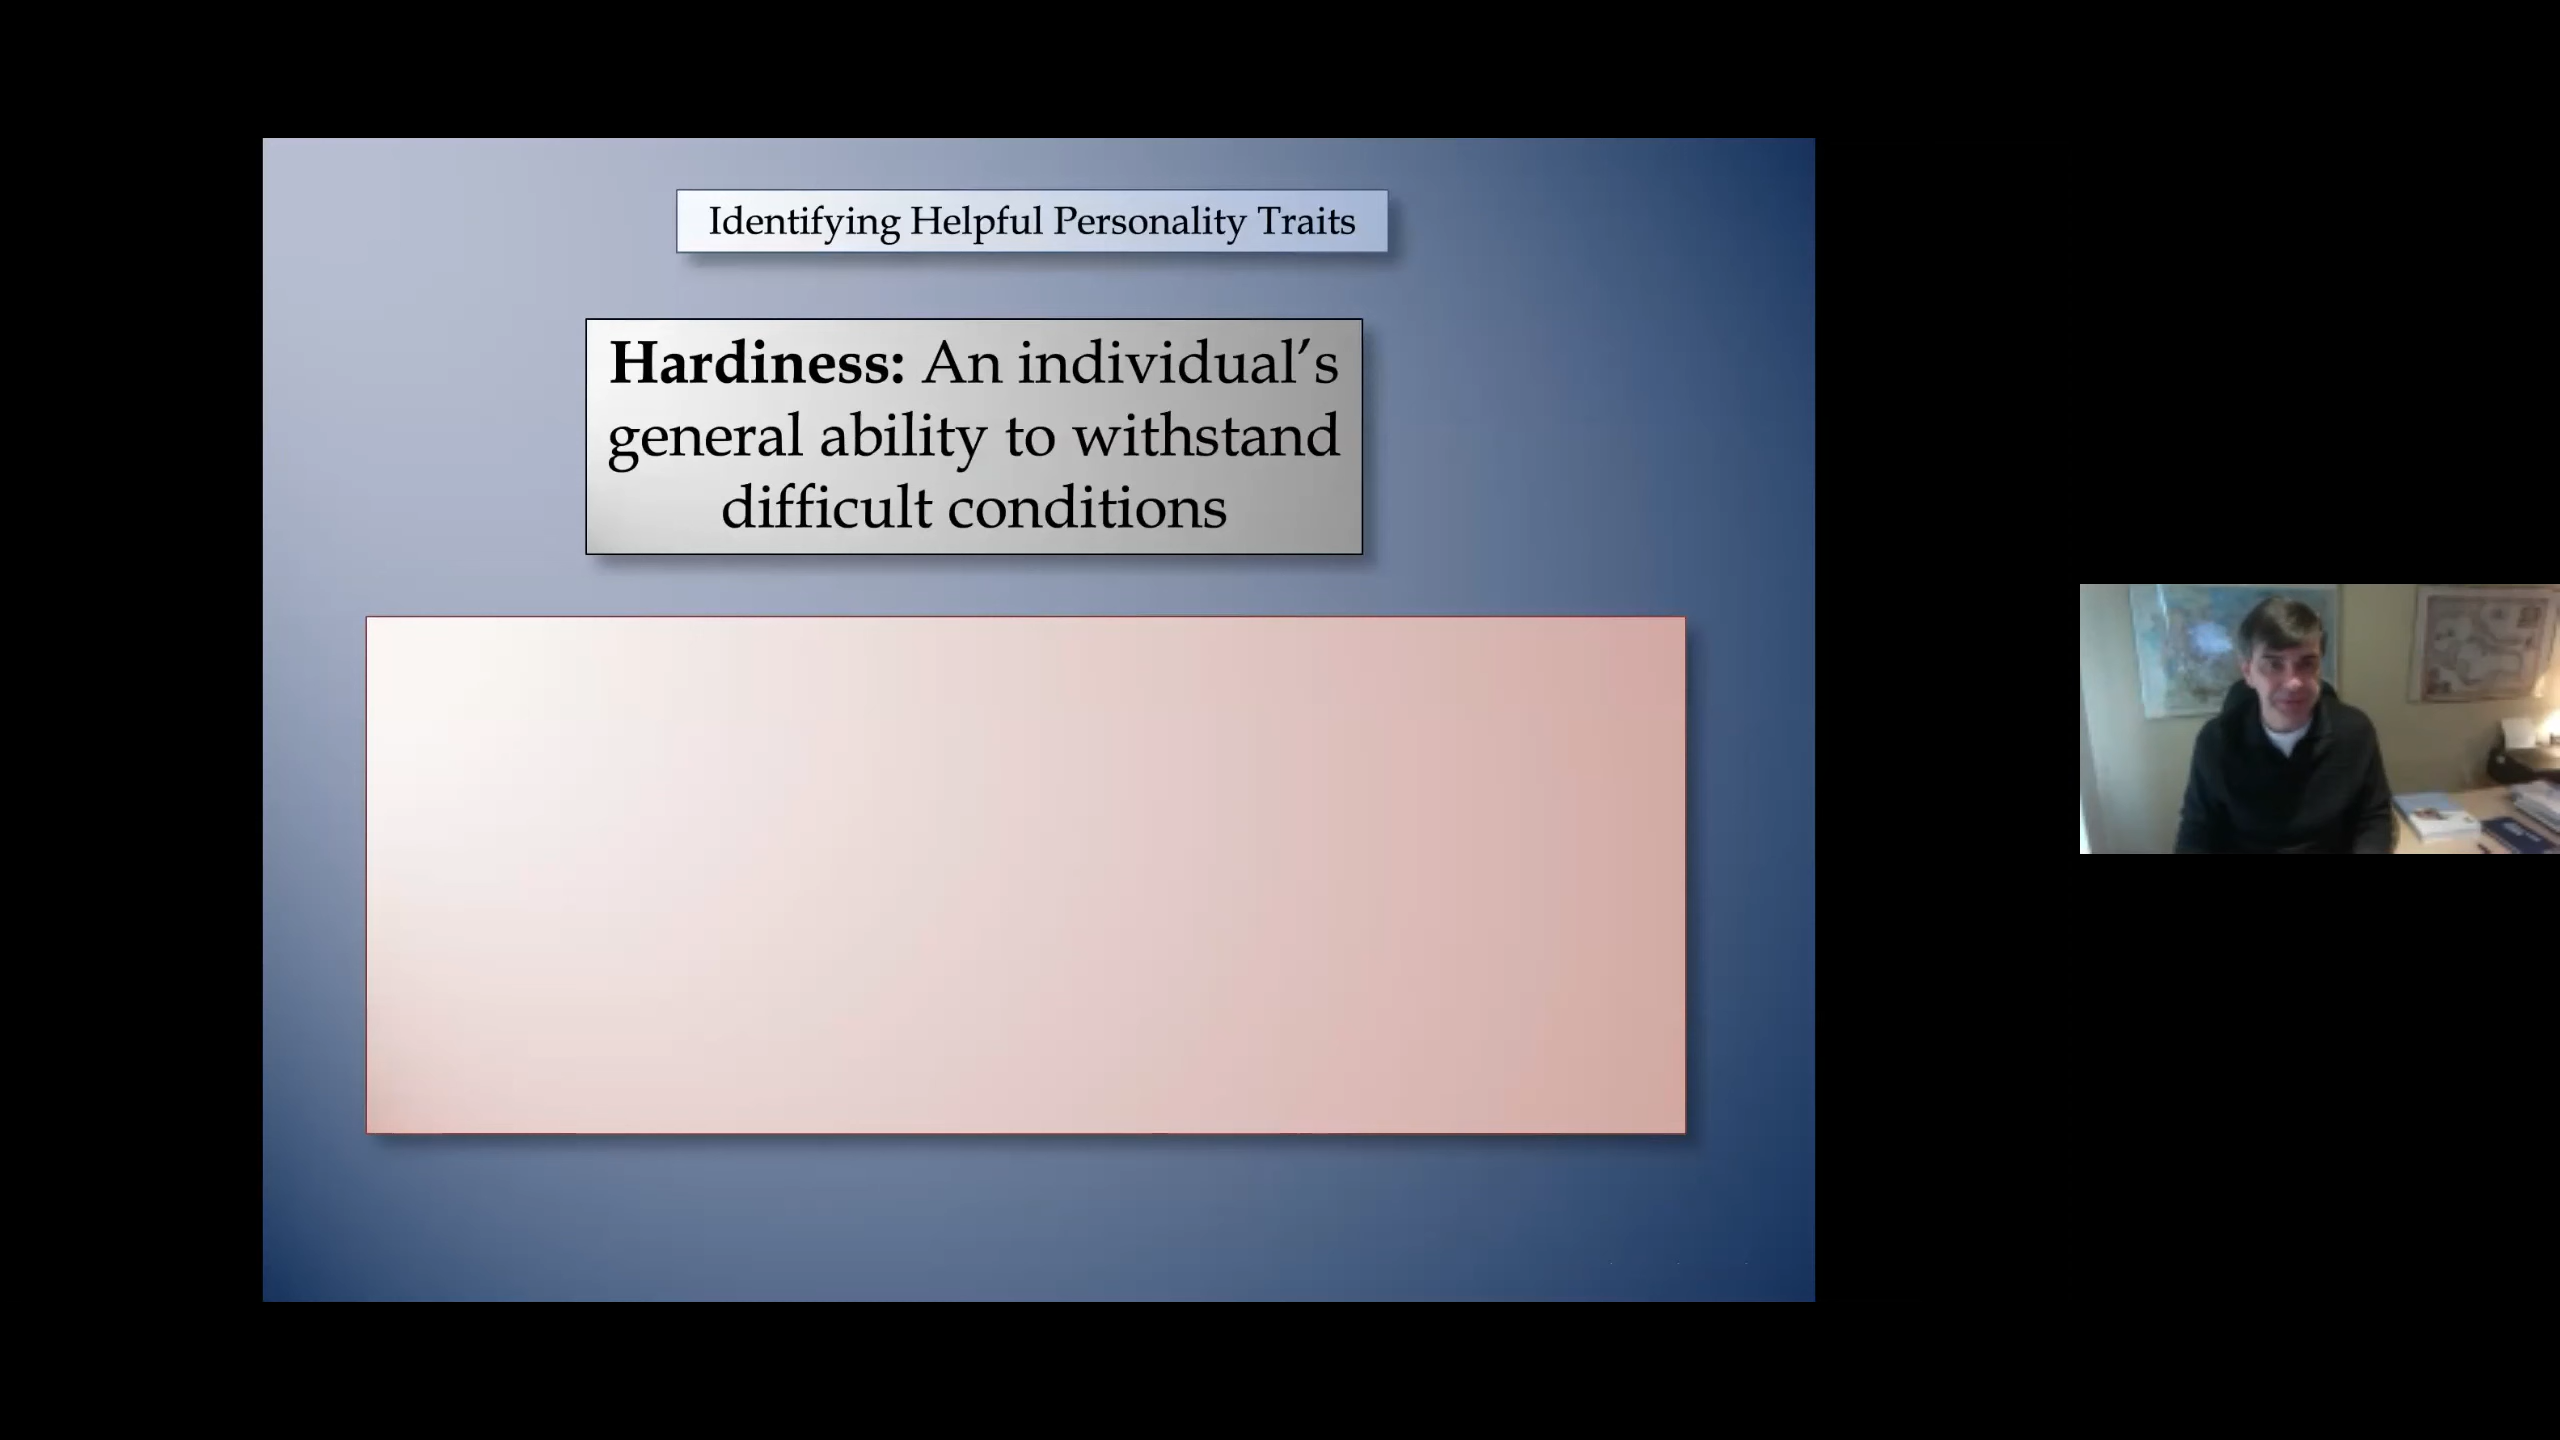 Identifying Helpful Personality Traits
Hardiness: An individual’s
general ability to withstand
difficult conditions